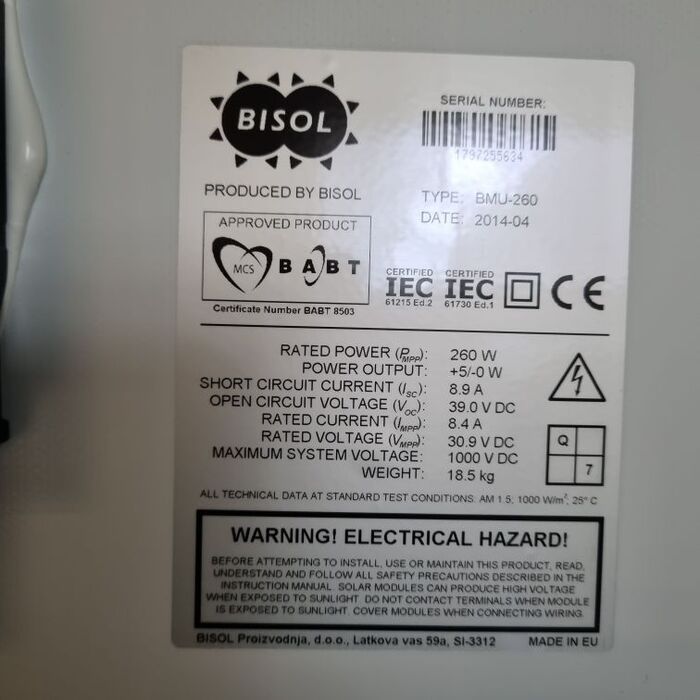 BISOL
PRODUCED BY BISOL
SERIAL NUMBER:
1797255634
TYPE: BMU-260
DATE: 2014-04
APPROVED PRODUCT
MCS BABT
Certificate Number BABT 8503
CERTIFIED CERTIFIED
IEC IEC CE
61215 Ed.2 61730 Ed.1
RATED POWER (PMPP): 260 W
POWER OUTPUT: +5/-0 W
SHORT CIRCUIT CURRENT (ISC): 8.9 A
OPEN CIRCUIT VOLTAGE (VOC): 39.0 V DC
RATED CURRENT (IMPP): 8.4 A
RATED VOLTAGE (VMPP): 30.9 V DC
MAXIMUM SYSTEM VOLTAGE: 1000 V DC
WEIGHT: 18.5 kg
Q
7
ALL TECHNICAL DATA AT STANDARD TEST CONDITIONS: AM 1.5, 1000 W/m², 25° C
WARNING! ELECTRICAL HAZARD!
BEFORE ATTEMPTING TO INSTALL, USE OR MAINTAIN THIS PRODUCT, READ,
UNDERSTAND AND FOLLOW ALL SAFETY PRECAUTIONS DESCRIBED IN THE
INSTRUCTION MANUAL. SOLAR MODULES CAN PRODUCE HIGH VOLTAGE
WHEN EXPOSED TO SUNLIGHT. DO NOT CONTACT TERMINALS WHEN MODULE
IS EXPOSED TO SUNLIGHT. COVER MODULES WHEN CONNECTING WIRING.
BISOL Proizvodnja, d.o.o., Latkova vas 59a, SI-3312 MADE IN EU